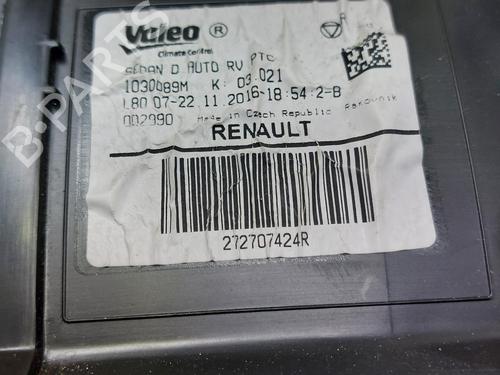 Valeo ®
Climate Control
SEDAN D AUTO RV PTC
1030089M K: 03.021
L80 07-22.11.2016-18:54:2-B
002990 Made in Czech Republic Rakovnik
RENAULT
272707424R